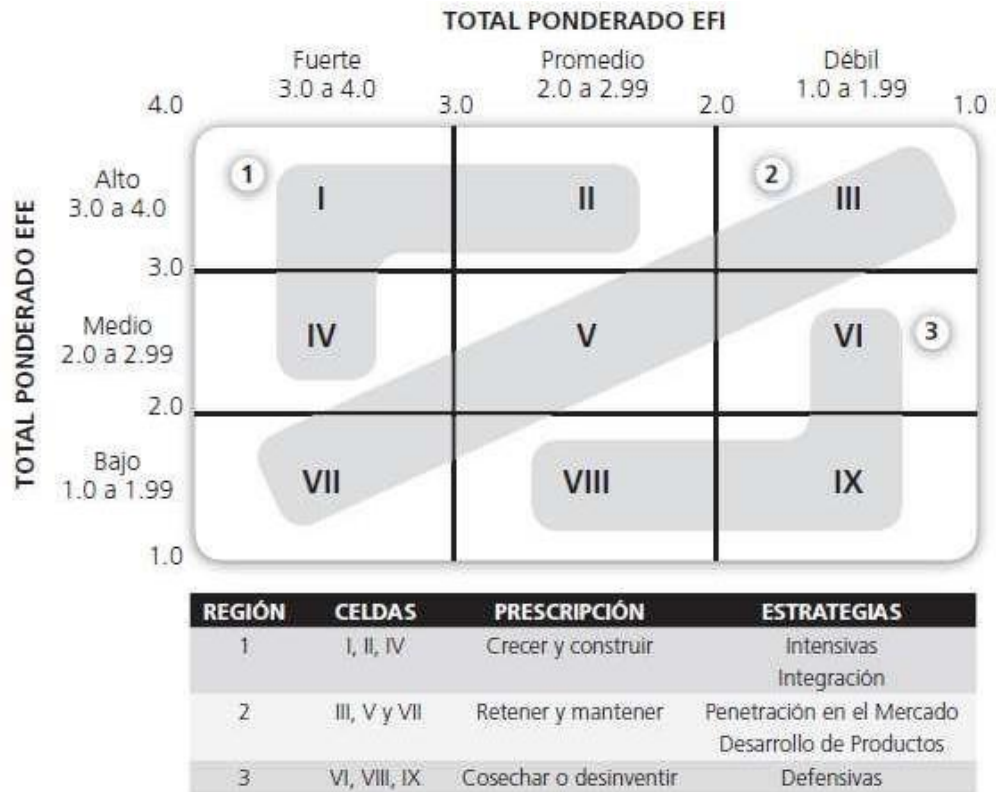 TOTAL PONDERADO EFI
Fuerte
3.0 a 4.0
Promedio
2.0 a 2.99
Débil
1.0 a 1.99
4.0
3.0
2.0
1.0
TOTAL PONDERADO EFE
Alto
3.0 a 4.0
1
I
II
2
III
3.0
Medio
2.0 a 2.99
IV
V
VI
3
2.0
Bajo
1.0 a 1.99
VII
VIII
IX
1.0
REGIÓN CELDAS PRESCRIPCIÓN ESTRATEGIAS
1 I, II, IV Crecer y construir Intensivas
Integración
2 III, V y VII Retener y mantener Penetración en el Mercado
Desarrollo de Productos
3 VI, VIII, IX Cosechar o desinventir Defensivas